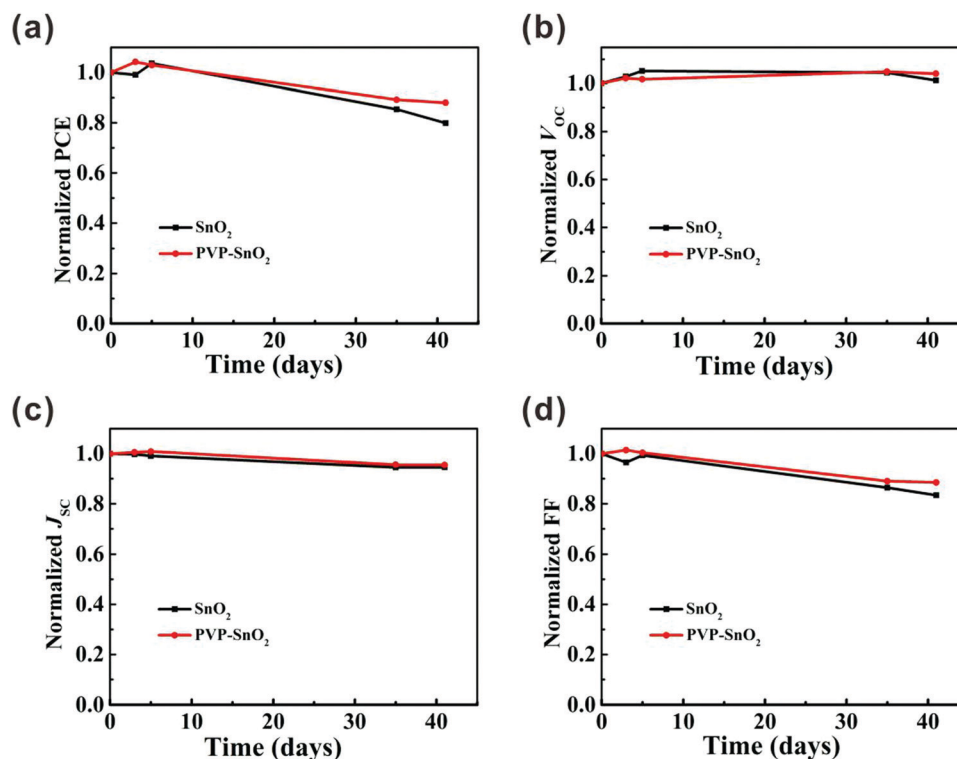 (a)
Normalized PCE
1.0
0.8
0.6
0.4
0.2
0.0
SnO₂
PVP-SnO₂
0 10 20 30 40
Time (days)
(b)
Normalized V_OC
1.0
0.8
0.6
0.4
0.2
0.0
SnO₂
PVP-SnO₂
0 10 20 30 40
Time (days)
(c)
Normalized J_SC
1.0
0.8
0.6
0.4
0.2
0.0
SnO₂
PVP-SnO₂
0 10 20 30 40
Time (days)
(d)
Normalized FF
1.0
0.8
0.6
0.4
0.2
0.0
SnO₂
PVP-SnO₂
0 10 20 30 40
Time (days)